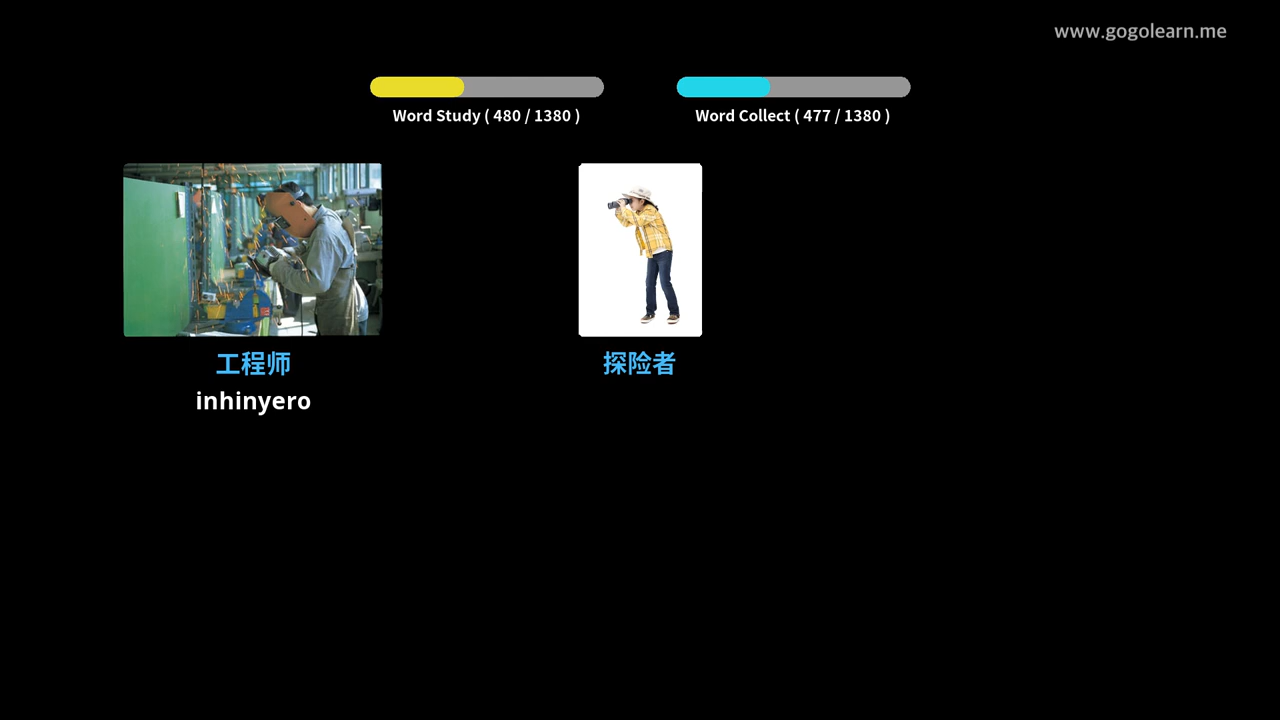 www.gogolearn.me
Word Study ( 480 / 1380 )
Word Collect ( 477 / 1380 )
工程师
inhinyero
探险者